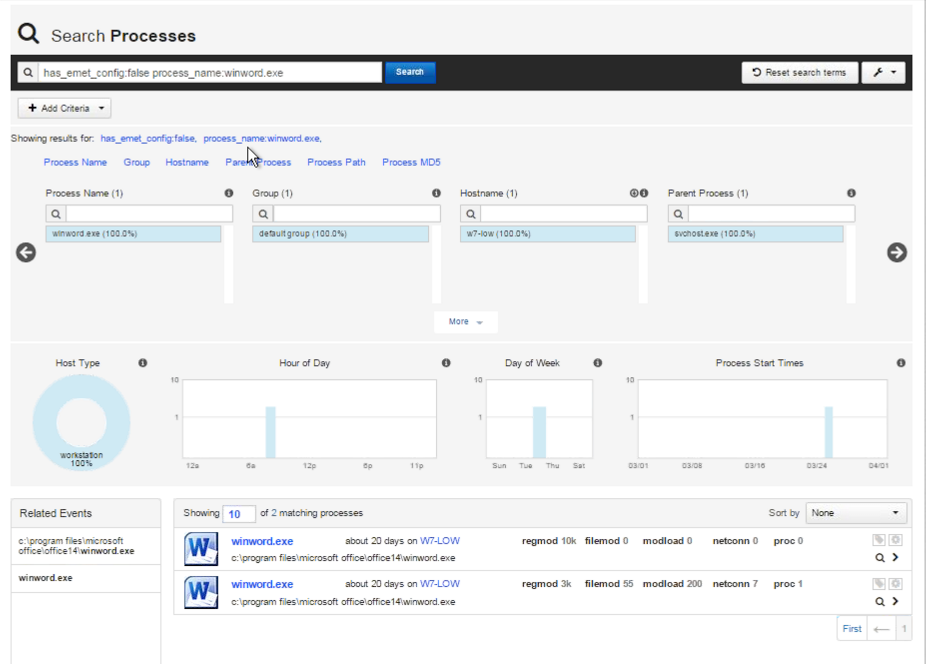 Search Processes
has_emet_config:false process_name:winword.exe Search Reset search terms
+ Add Criteria
Showing results for: has_emet_config:false, process_name:winword.exe,
Process Name Group Hostname Parent Process Process Path Process MD5
Process Name (1) Group (1) Hostname (1) Parent Process (1)
winword.exe (100.0%) default group (100.0%) w7-low (100.0%) svchost.exe (100.0%)
More
Host Type Hour of Day Day of Week Process Start Times
10 10 10
1 1 1
workstation
100%
12a 6a 12p 6p 11p Sun Tue Thu Sat 03/01 03/08 03/16 03/24 04/01
Related Events
c:\program files\microsoft
office\office14\winword.exe
winword.exe
Showing 10 of 2 matching processes Sort by None
W winword.exe about 20 days on W7-LOW regmod 10k filemod 0 modload 0 netconn 0 proc 0
c:\program files\microsoft office\office14\winword.exe
W winword.exe about 20 days on W7-LOW regmod 3k filemod 55 modload 200 netconn 7 proc 1
c:\program files\microsoft office\office14\winword.exe
First ← 1